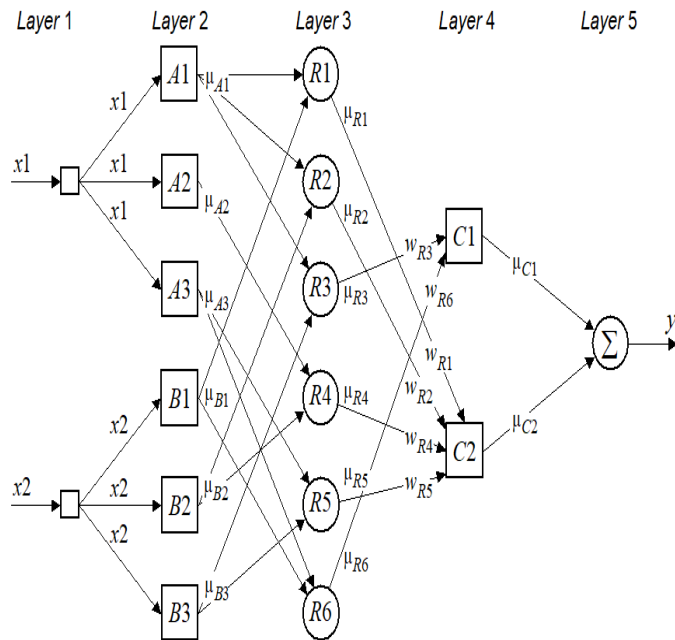 Layer 1 Layer 2 Layer 3 Layer 4 Layer 5
A1 μA1 R1
x1 μR1
x1 x1 A2 μA2 R2 μR2
x1 wR3 C1
A3 μA3 R3 μR3 wR6 μC1
Σ y
B1 μB1 R4 μR4 wR1
x2 wR2 μC2
x2 x2 B2 μB2 R5 μR5 wR4 C2
x2 wR5
B3 μB3 R6 μR6